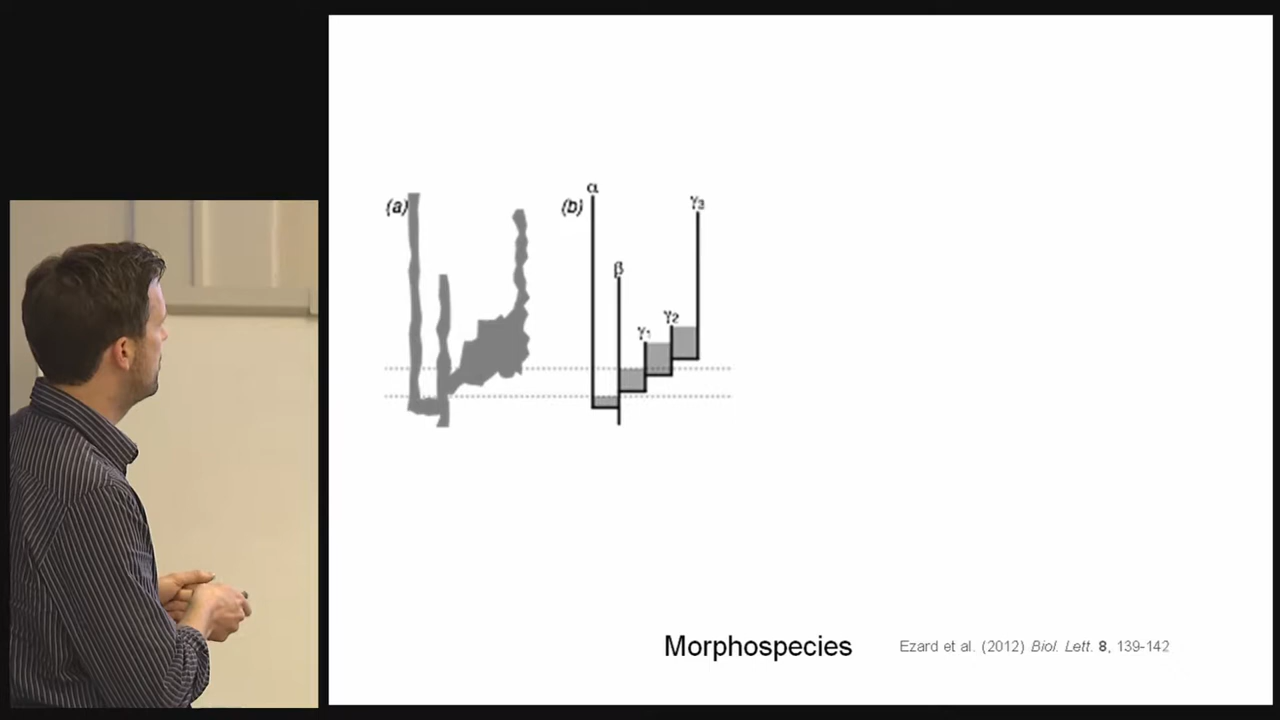 (a)
(b)
α
β
γ1
γ2
γ3
Morphospecies
Ezard et al. (2012) Biol. Lett. 8, 139-142